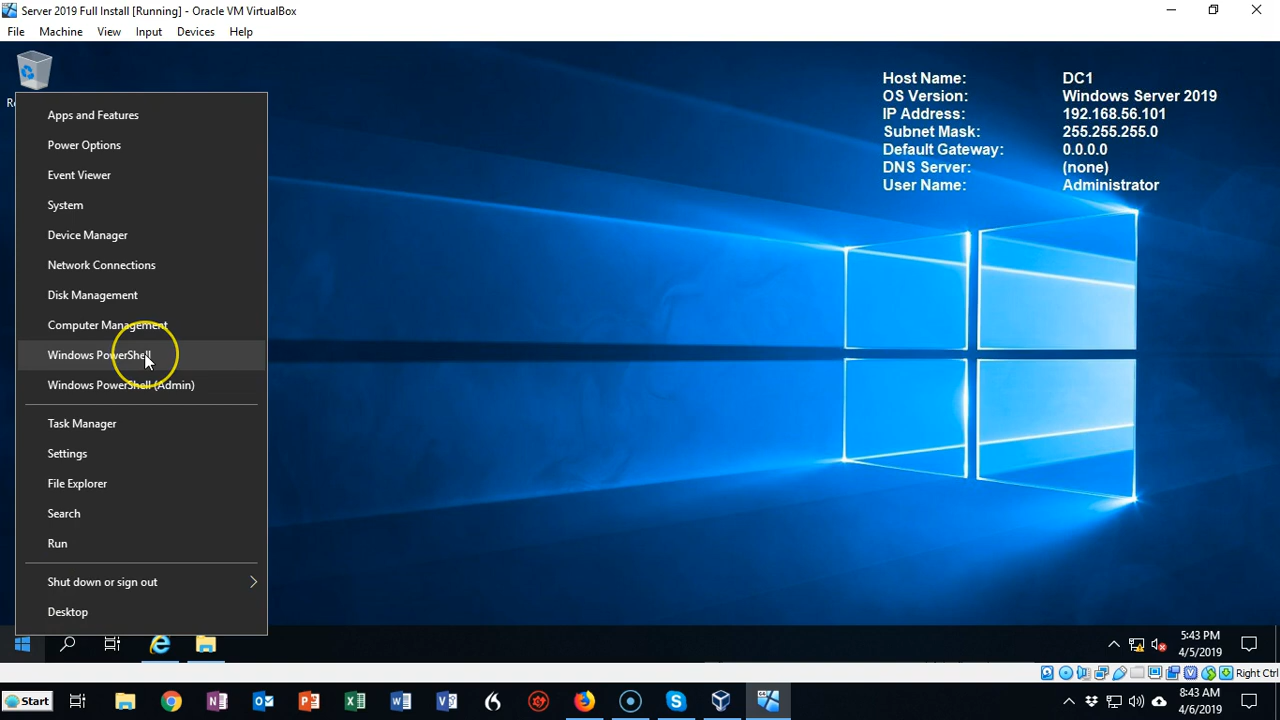 Server 2019 Full Install [Running] - Oracle VM VirtualBox
File Machine View Input Devices Help
Host Name: DC1
OS Version: Windows Server 2019
IP Address: 192.168.56.101
Subnet Mask: 255.255.255.0
Default Gateway: 0.0.0.0
DNS Server: (none)
User Name: Administrator
Apps and Features
Power Options
Event Viewer
System
Device Manager
Network Connections
Disk Management
Computer Management
Windows PowerShell
Windows PowerShell (Admin)
Task Manager
Settings
File Explorer
Search
Run
Shut down or sign out
Desktop
5:43 PM
4/5/2019
Right Ctrl
Start
8:43 AM
4/6/2019